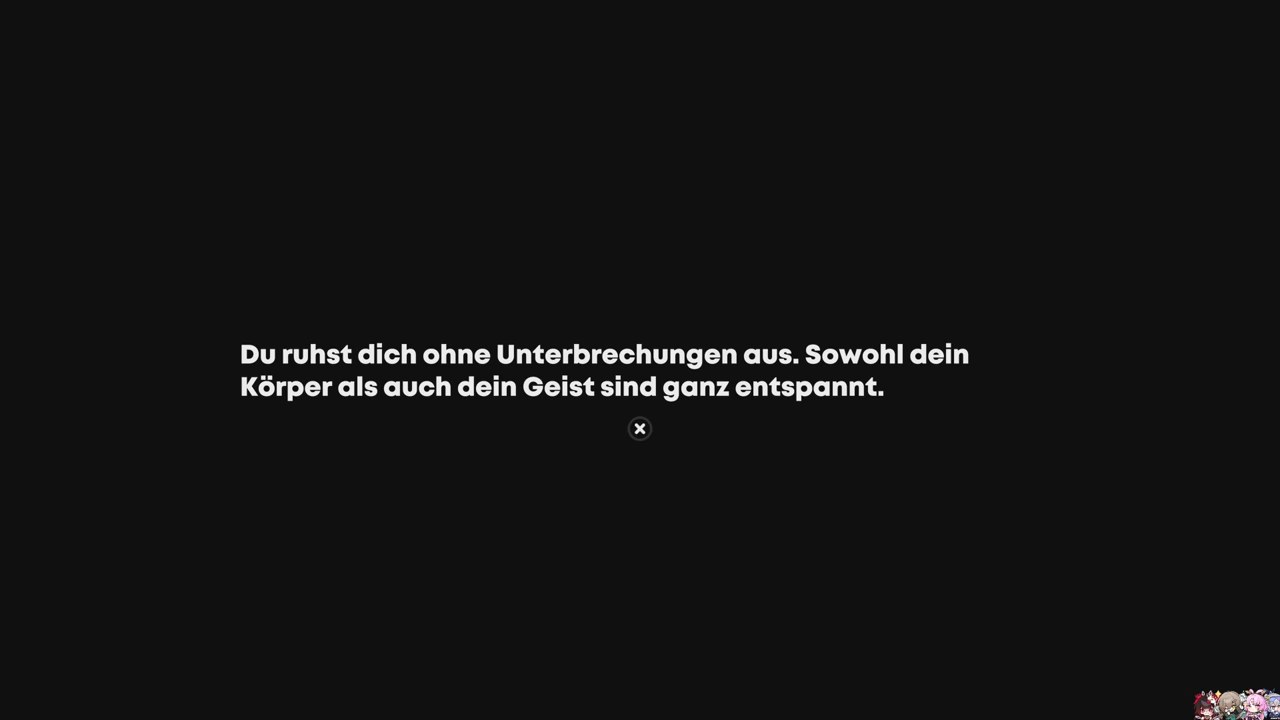 Du ruhst dich ohne Unterbrechungen aus. Sowohl dein
Körper als auch dein Geist sind ganz entspannt.